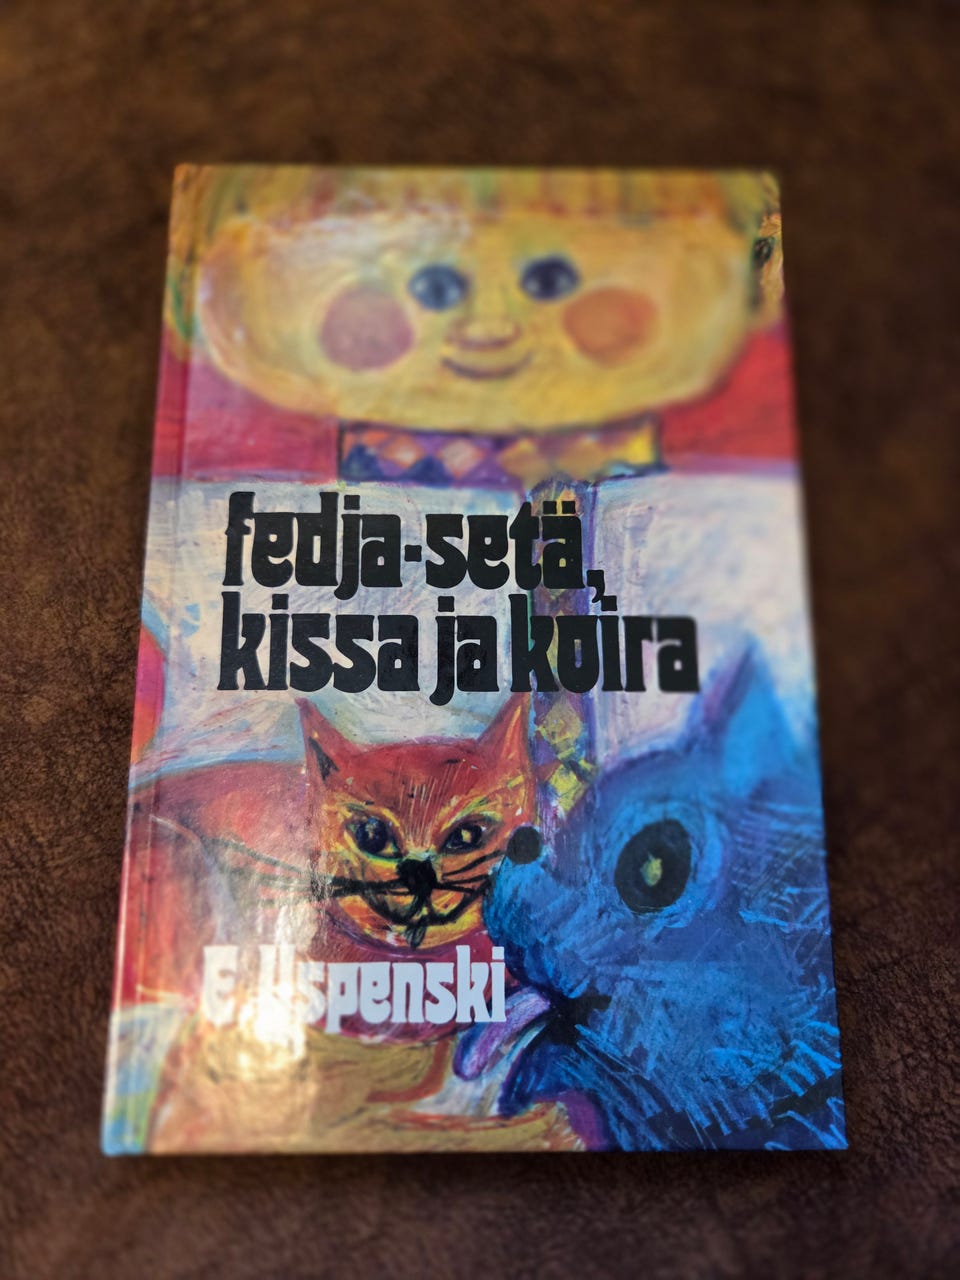 fedja-setä,
kissa ja koira
E. Uspenski